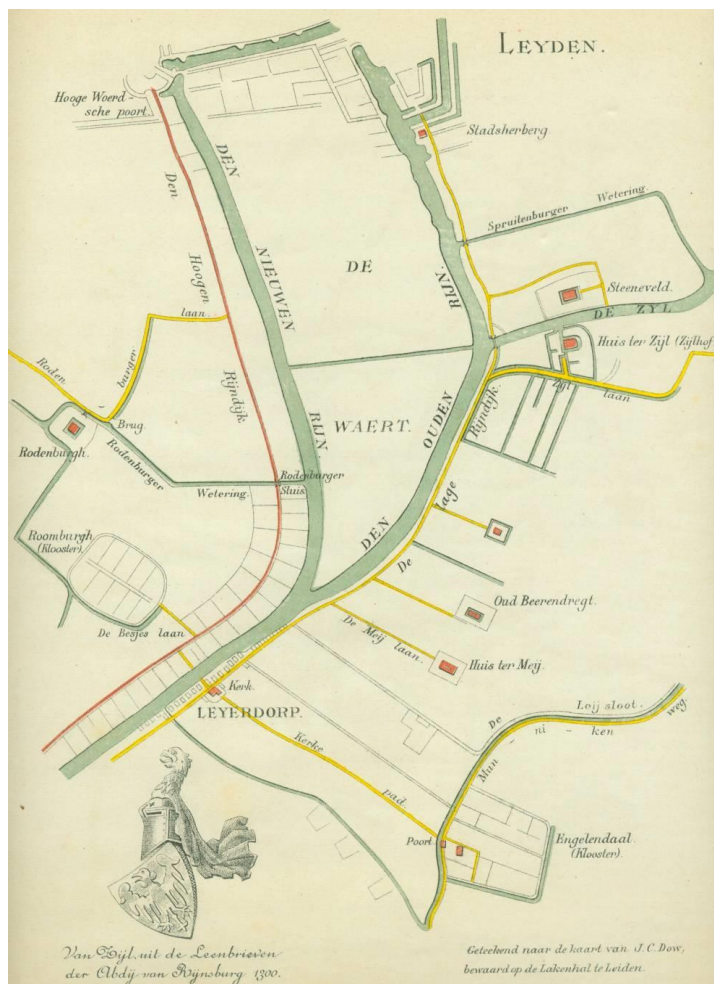 LEYDEN.
Hooge Woerd-
sche poort.
Stadsherberg
DEN NIEUWEN RIJN.
Den Hoogen Rijndijk
DE WAERT.
DEN OUDEN RIJN.
Spruitenburger Wetering.
Steeneveld.
DE ZYL
Huis ter Zijl (Zijlhof
Zijl laan
Roden burger laan.
Brug.
Rodenburgh.
Rodenburger Wetering.
Rodenburger
Sluis
De lage Rijndijk.
Roomburgh
(Klooster).
De Besjes laan
Oud Beerendregt.
De Meij laan.
Huis ter Meij.
Kerk.
LEYERDORP.
De Loij sloot.
Mun ni - ken weg.
Kerke pad.
Poort
Engelendaal
(Klooster).
Van Zijl, uit de Leenbrieven
der Abdij van Rijnsburg 1300.
Geteekend naar de kaart van J. C. Dow,
bewaard op de Lakenhal te Leiden.